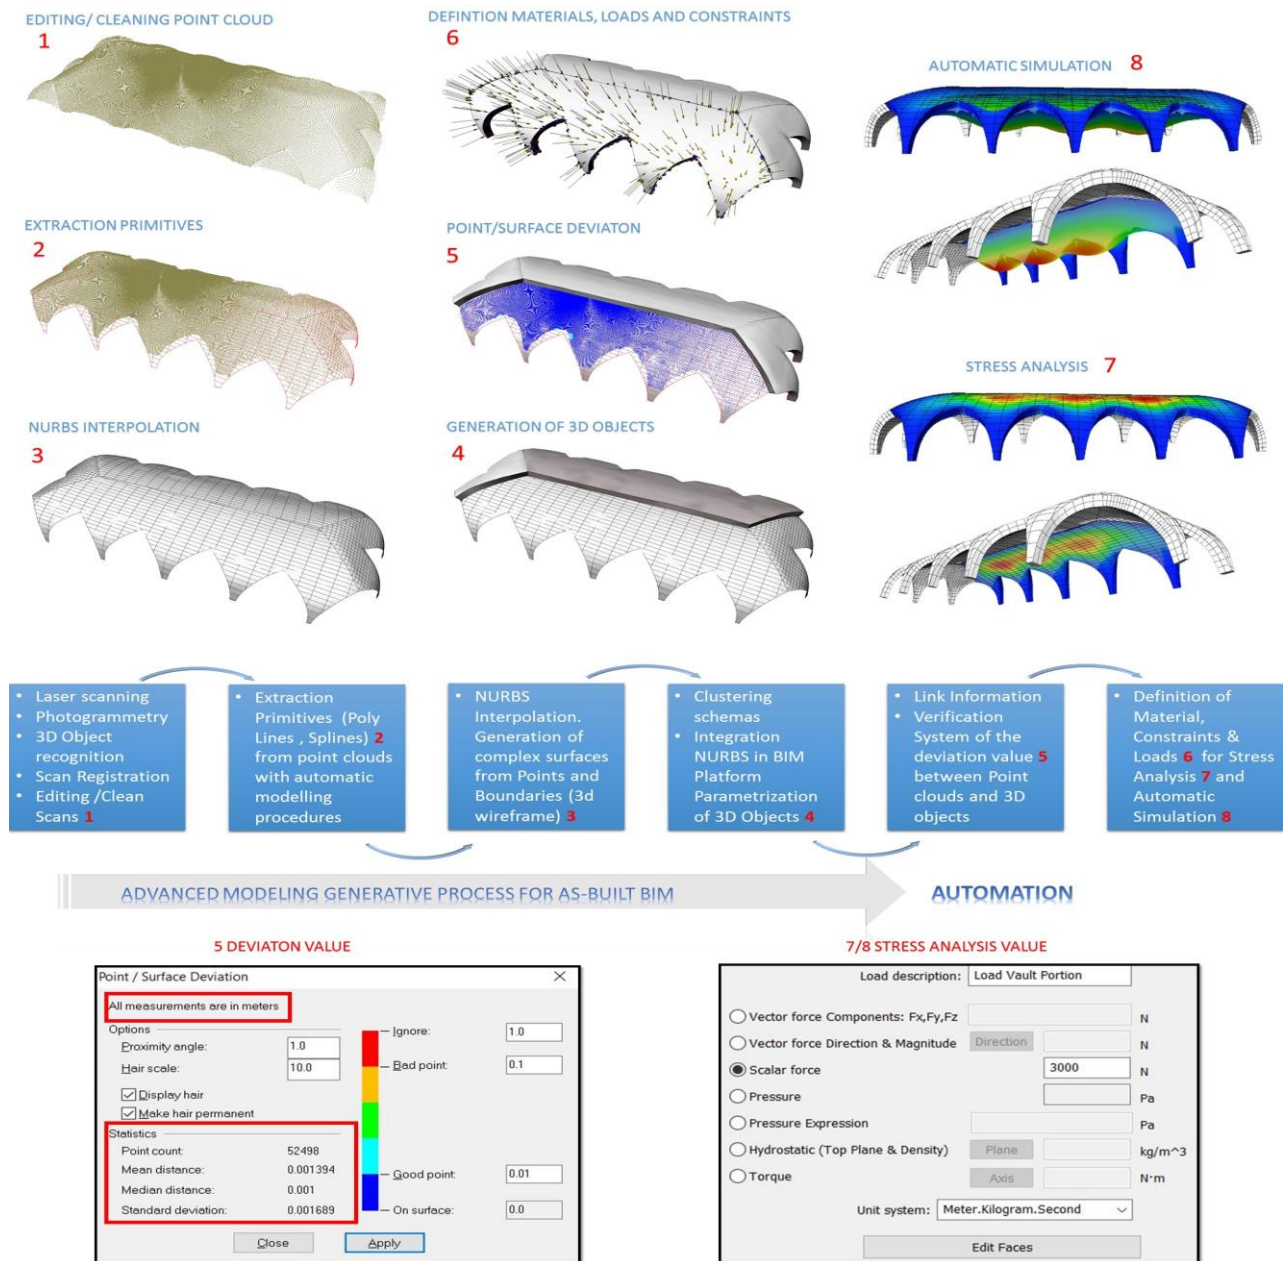 EDITING/ CLEANING POINT CLOUD
1
DEFINTION MATERIALS, LOADS AND CONSTRAINTS
6
AUTOMATIC SIMULATION 8
EXTRACTION PRIMITIVES
2
POINT/SURFACE DEVIATON
5
STRESS ANALYSIS 7
NURBS INTERPOLATION
3
GENERATION OF 3D OBJECTS
4
• Laser scanning
• Photogrammetry
• 3D Object
recognition
• Scan Registration
• Editing /Clean
Scans 1
• Extraction
Primitives (Poly
Lines , Splines) 2
from point clouds
with automatic
modelling
procedures
• NURBS
Interpolation.
Generation of
complex surfaces
from Points and
Boundaries (3d
wireframe) 3
• Clustering
schemas
• Integration
NURBS in BIM
Platform
Parametrization
of 3D Objects 4
• Link Information
• Verification
System of the
deviation value 5
between Point
clouds and 3D
objects
• Definition of
Material,
Constraints &
Loads 6 for Stress
Analysis 7 and
Automatic
Simulation 8
ADVANCED MODELING GENERATIVE PROCESS FOR AS-BUILT BIM
AUTOMATION
5 DEVIATON VALUE
Point / Surface Deviation
All measurements are in meters
Options
Proximity angle: 1.0
Hair scale: 10.0
Display hair
Make hair permanent
Statistics
Point count: 52498
Mean distance: 0.001394
Median distance: 0.001
Standard deviation: 0.001689
Ignore: 1.0
Bad point: 0.1
Good point: 0.01
On surface: 0.0
Close Apply
7/8 STRESS ANALYSIS VALUE
Load description: Load Vault Portion
Vector force Components: Fx,Fy,Fz N
Vector force Direction & Magnitude Direction N
Scalar force 3000 N
Pressure Pa
Pressure Expression Pa
Hydrostatic (Top Plane & Density) Plane kg/m^3
Torque Axis N·m
Unit system: Meter.Kilogram.Second
Edit Faces